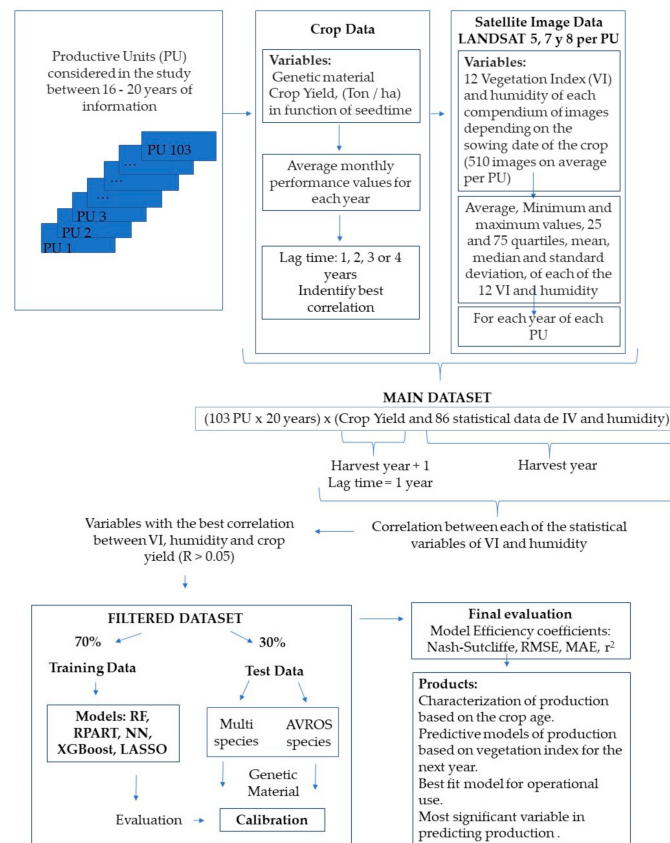 Productive Units (PU)
considered in the study
between 16 - 20 years of
information
PU 103
...
...
...
PU 3
PU 2
PU 1
Crop Data
Variables:
Genetic material
Crop Yield, (Ton / ha)
in function of seedtime
Average monthly
performance values for
each year
Lag time: 1, 2, 3 or 4
years
Indentify best
correlation
Satellite Image Data
LANDSAT 5, 7 y 8 per PU
Variables:
12 Vegetation Index (VI)
and humidity of each
compendium of images
depending on the
sowing date of the crop
(510 images on average
per PU)
Average, Minimum and
maximum values, 25
and 75 quartiles, mean,
median and standard
deviation, of each of the
12 VI and humidity
For each year of each
PU
MAIN DATASET
(103 PU x 20 years) x (Crop Yield and 86 statistical data de IV and humidity)
Harvest year + 1
Lag time = 1 year
Harvest year
Correlation between each of the statistical
variables of VI and humidity
Variables with the best correlation
between VI, humidity and crop
yield (R > 0.05)
FILTERED DATASET
70%
30%
Training Data
Test Data
Models: RF,
RPART, NN,
XGBoost, LASSO
Multi
species
AVROS
species
Genetic
Material
Evaluation
Calibration
Final evaluation
Model Efficiency coefficients:
Nash-Sutcliffe, RMSE, MAE, r²
Products:
Characterization of production
based on the crop age.
Predictive models of production
based on vegetation index for the
next year.
Best fit model for operational
use.
Most significant variable in
predicting production .